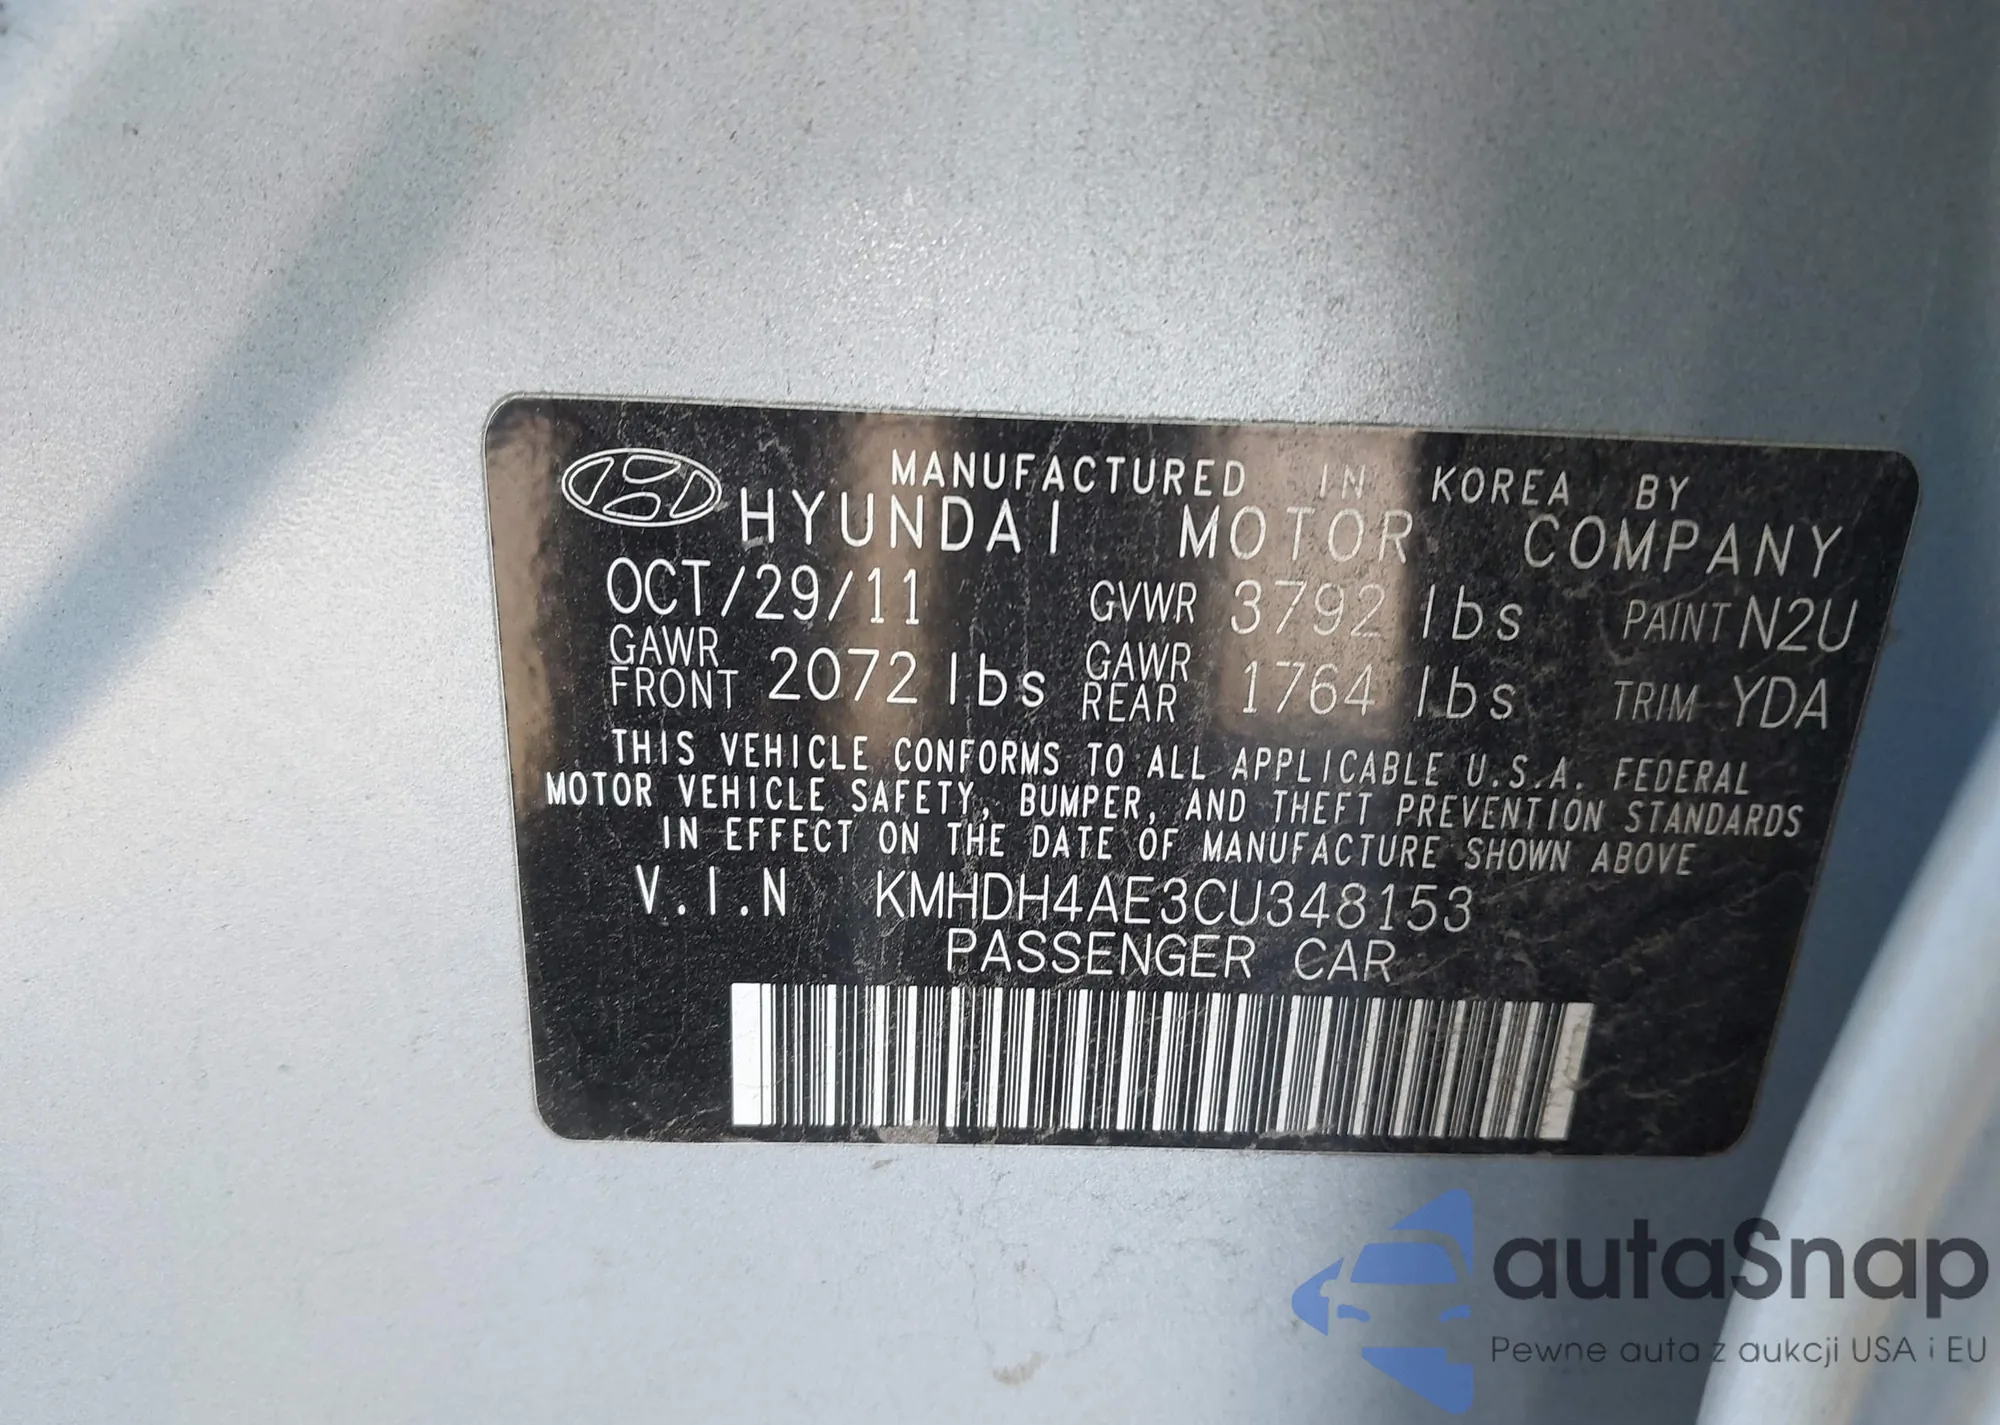 MANUFACTURED IN KOREA BY
HYUNDAI MOTOR COMPANY
OCT/29/11 GVWR 3792 lbs PAINT N2U
GAWR FRONT 2072 lbs GAWR REAR 1764 lbs TRIM YDA
THIS VEHICLE CONFORMS TO ALL APPLICABLE U.S.A. FEDERAL
MOTOR VEHICLE SAFETY, BUMPER, AND THEFT PREVENTION STANDARDS
IN EFFECT ON THE DATE OF MANUFACTURE SHOWN ABOVE
V.I.N KMHDH4AE3CU348153
PASSENGER CAR
autaSnap
Pewne auta z aukcji USA i EU